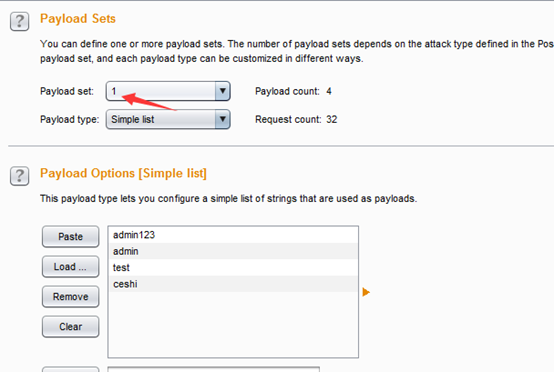 ? Payload Sets
You can define one or more payload sets. The number of payload sets depends on the attack type defined in the Pos
payload set, and each payload type can be customized in different ways.
Payload set: 1 Payload count: 4
Payload type: Simple list Request count: 32
? Payload Options [Simple list]
This payload type lets you configure a simple list of strings that are used as payloads.
Paste
Load ...
Remove
Clear
admin123
admin
test
ceshi